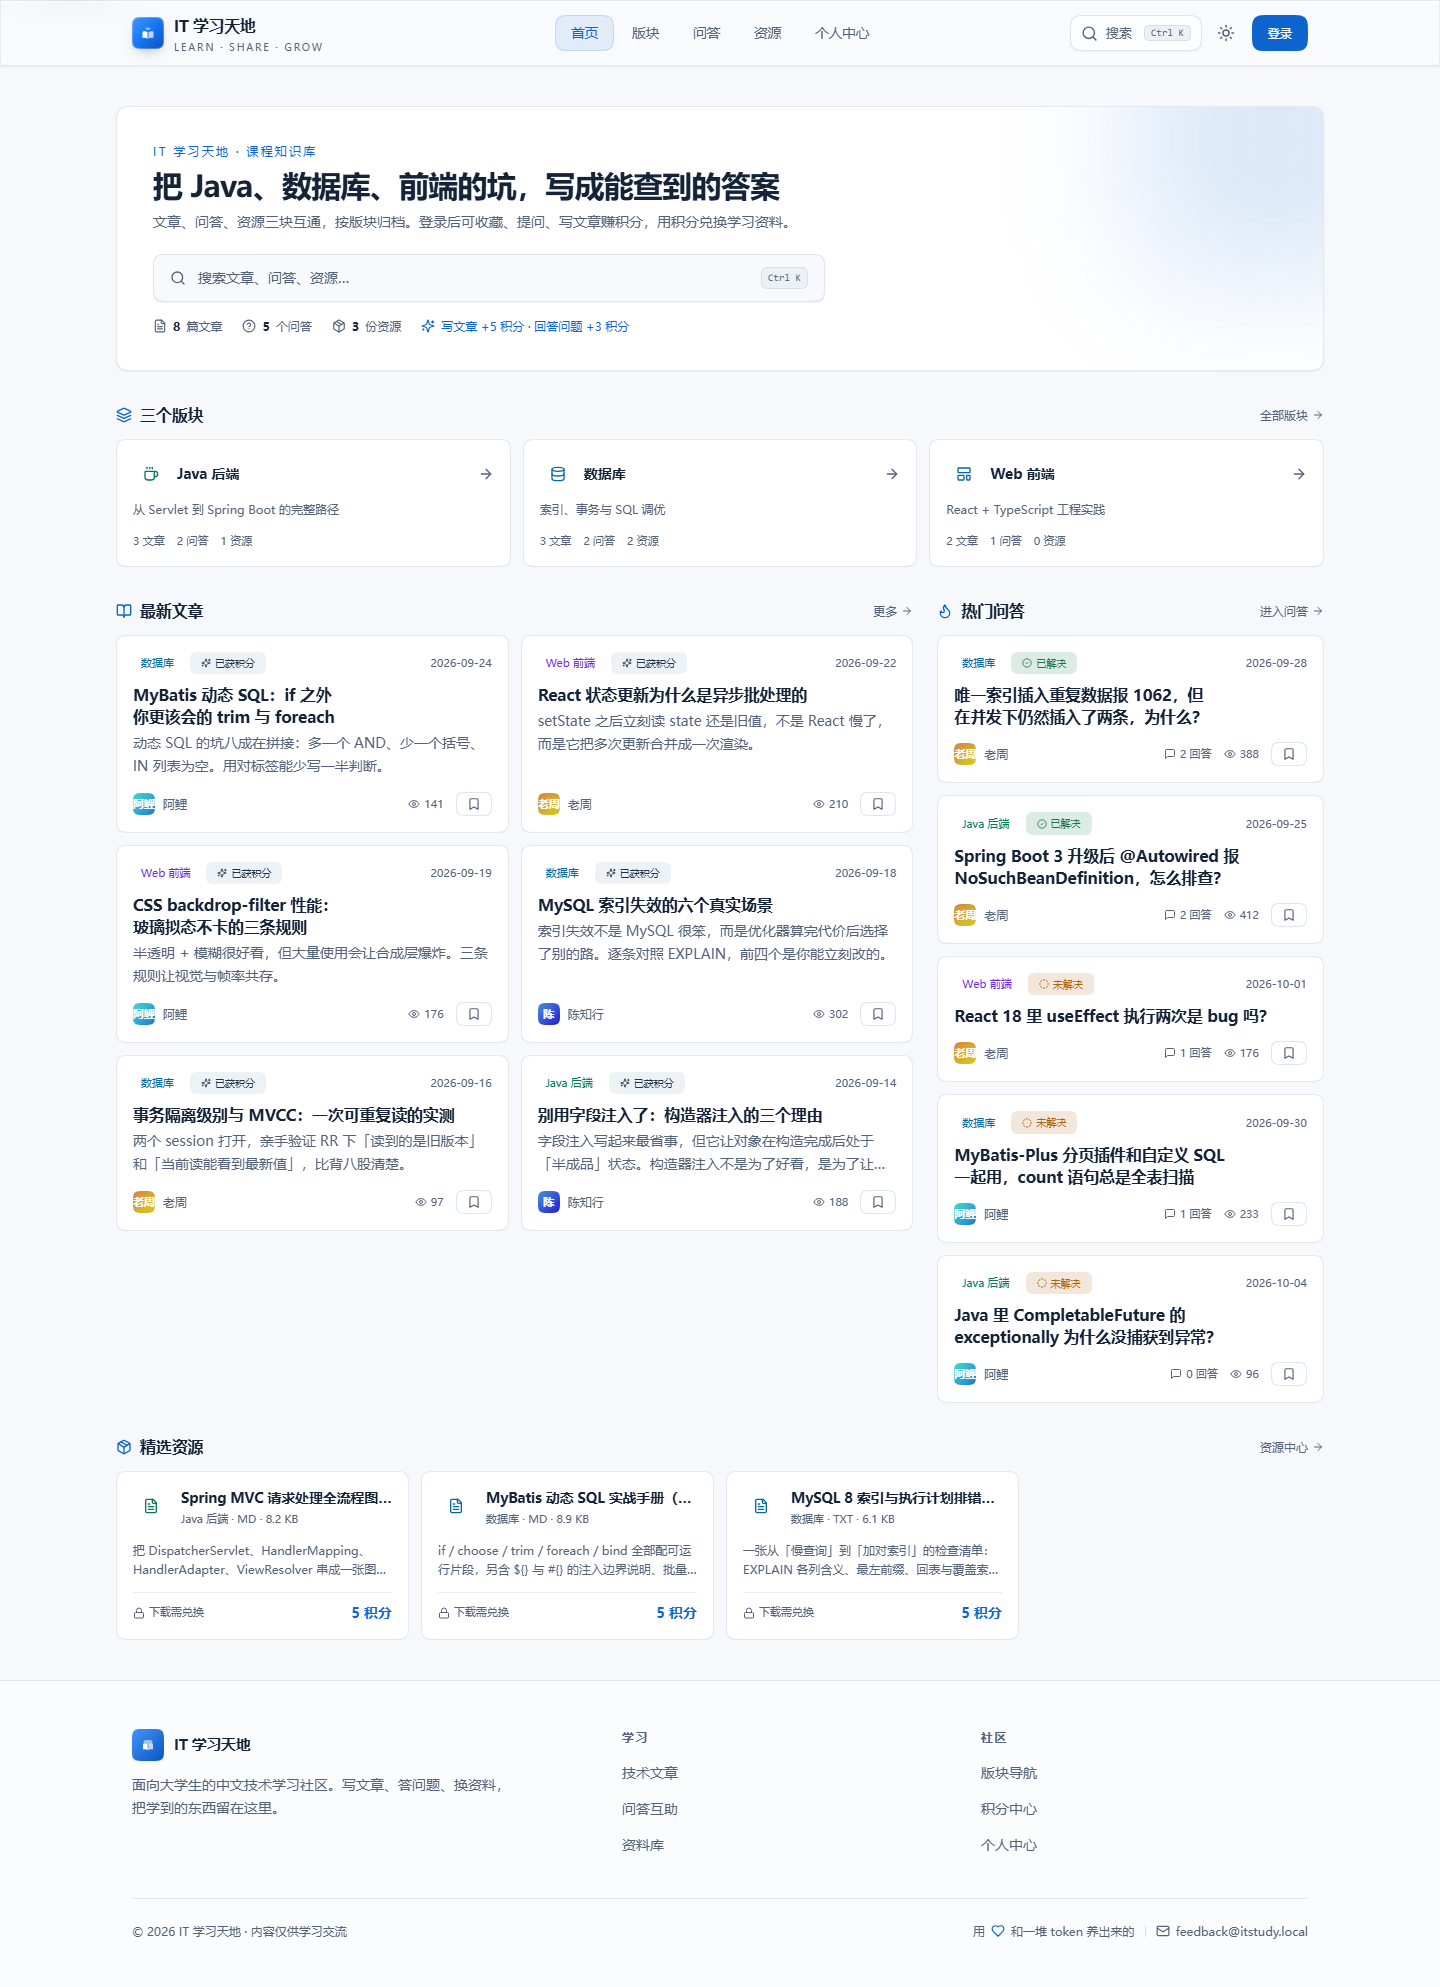 IT 学习天地
LEARN · SHARE · GROW
首页
版块
问答
资源
个人中心
搜索
Ctrl K
登录
IT 学习天地 · 课程知识库
把 Java、数据库、前端的坑，写成能查到的答案
文章、问答、资源三块互通，按版块归档。登录后可收藏、提问、写文章赚积分，用积分兑换学习资料。
搜索文章、问答、资源...
Ctrl K
8 篇文章
5 个问答
3 份资源
写文章 +5 积分 · 回答问题 +3 积分
三个版块
全部版块
Java 后端
从 Servlet 到 Spring Boot 的完整路径
3 文章 2 问答 1 资源
数据库
索引、事务与 SQL 调优
3 文章 2 问答 2 资源
Web 前端
React + TypeScript 工程实践
2 文章 1 问答 0 资源
最新文章
更多
数据库
已获积分
2026-09-24
MyBatis 动态 SQL：if 之外
你更该会的 trim 与 foreach
动态 SQL 的坑八成在拼接：多一个 AND、少一个括号、
IN 列表为空。用对标签能少写一半判断。
阿鲤
阿鲤
141
Web 前端
已获积分
2026-09-22
React 状态更新为什么是异步批处理的
setState 之后立刻读 state 还是旧值，不是 React 慢了，
而是它把多次更新合并成一次渲染。
老周
老周
210
Web 前端
已获积分
2026-09-19
CSS backdrop-filter 性能：
玻璃拟态不卡的三条规则
半透明 + 模糊很好看，但大量使用会让合成层爆炸。三条
规则让视觉与帧率共存。
阿鲤
阿鲤
176
数据库
已获积分
2026-09-18
MySQL 索引失效的六个真实场景
索引失效不是 MySQL 很笨，而是优化器算完代价后选择
了别的路。逐条对照 EXPLAIN，前四个是你能立刻改的。
陈
陈知行
302
数据库
已获积分
2026-09-16
事务隔离级别与 MVCC：一次可重复读的实测
两个 session 打开，亲手验证 RR 下「读到的是旧版本」
和「当前读能看到最新值」，比背八股清楚。
老周
老周
97
Java 后端
已获积分
2026-09-14
别用字段注入了：构造器注入的三个理由
字段注入写起来最省事，但它让对象在构造完成后处于
「半成品」状态。构造器注入不是为了好看，是为了让...
陈
陈知行
188
热门问答
进入问答
数据库
已解决
2026-09-28
唯一索引插入重复数据报 1062，但
在并发下仍然插入了两条，为什么？
老周
老周
2 回答
388
Java 后端
已解决
2026-09-25
Spring Boot 3 升级后 @Autowired 报
NoSuchBeanDefinition，怎么排查？
老周
老周
2 回答
412
Web 前端
未解决
2026-10-01
React 18 里 useEffect 执行两次是 bug 吗？
老周
老周
1 回答
176
数据库
未解决
2026-09-30
MyBatis-Plus 分页插件和自定义 SQL
一起用，count 语句总是全表扫描
阿鲤
阿鲤
1 回答
233
Java 后端
未解决
2026-10-04
Java 里 CompletableFuture 的
exceptionally 为什么没捕获到异常？
阿鲤
阿鲤
0 回答
96
精选资源
资源中心
Spring MVC 请求处理全流程图...
Java 后端 · MD · 8.2 KB
把 DispatcherServlet、HandlerMapping、
HandlerAdapter、ViewResolver 串成一张图...
下载需兑换
5 积分
MyBatis 动态 SQL 实战手册（...
数据库 · MD · 8.9 KB
if / choose / trim / foreach / bind 全部配可运
行片段，另含 ${} 与 #{} 的注入边界说明、批量...
下载需兑换
5 积分
MySQL 8 索引与执行计划排错...
数据库 · TXT · 6.1 KB
一张从「慢查询」到「加对索引」的检查清单：
EXPLAIN 各列含义、最左前缀、回表与覆盖索...
下载需兑换
5 积分
IT 学习天地
面向大学生的中文技术学习社区。写文章、答问题、换资料，
把学到的东西留在这里。
学习
技术文章
问答互助
资料库
社区
版块导航
积分中心
个人中心
© 2026 IT 学习天地 · 内容仅供学习交流
用
和一堆 token 养出来的
feedback@itstudy.local